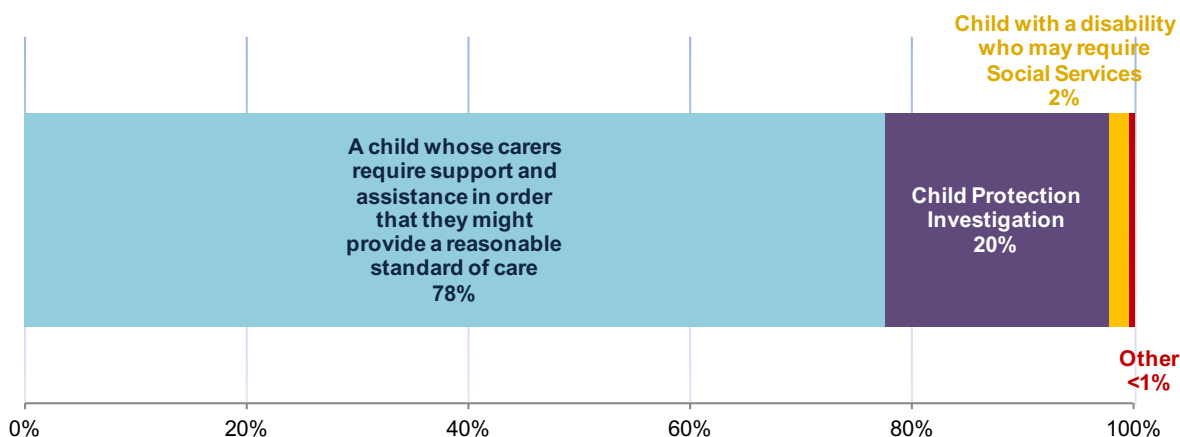 Child with a disability
who may require
Social Services
2%
A child whose carers
require support and
assistance in order
that they might
provide a reasonable
standard of care
78%
Child Protection
Investigation
20%
Other
<1%
0%
20%
40%
60%
80%
100%